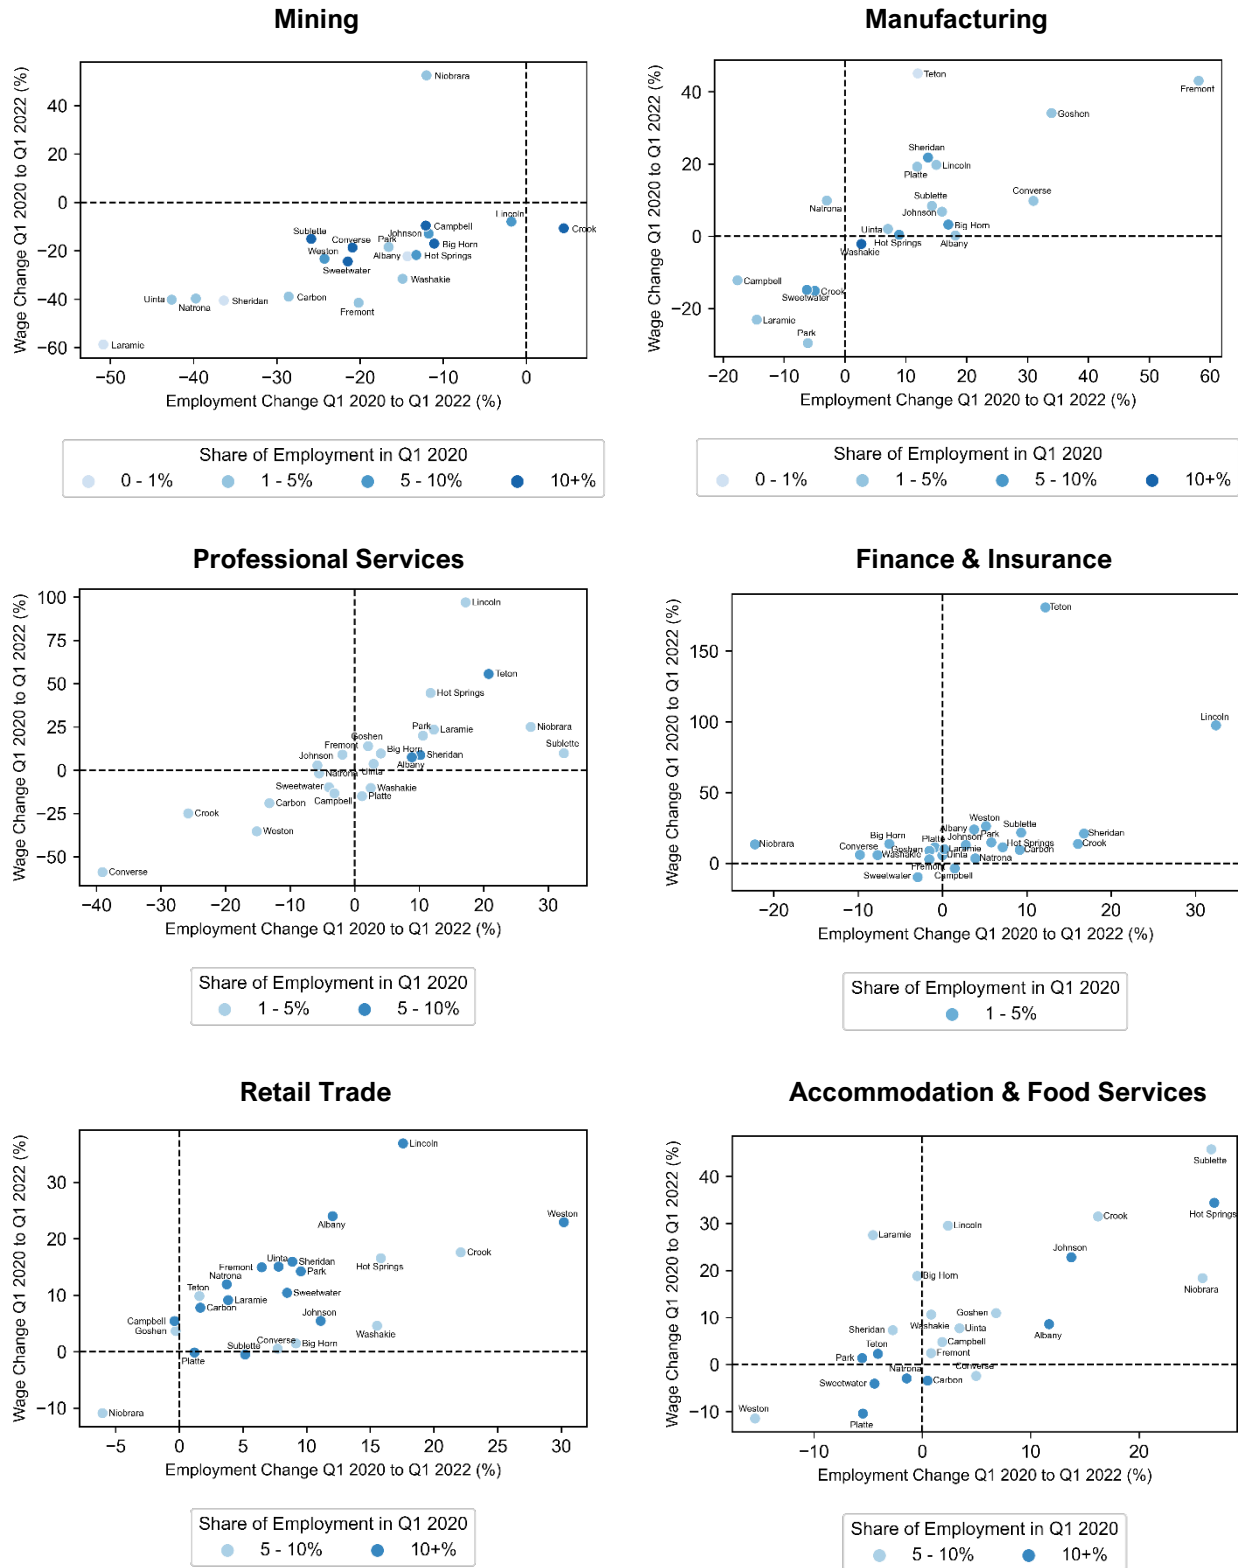 Mining
Wage Change Q1 2020 to Q1 2022 (%)
40
20
0
−20
−40
−60
Niobrara
Lincoln
Crook
Campbell
Johnson
Big Horn
Sublette
Converse
Park
Weston
Albany
Hot Springs
Sweetwater
Washakie
Uinta
Natrona
Sheridan
Carbon
Fremont
Laramie
−50 −40 −30 −20 −10 0
Employment Change Q1 2020 to Q1 2022 (%)
Share of Employment in Q1 2020
0 - 1% 1 - 5% 5 - 10% 10+%
Manufacturing
Wage Change Q1 2020 to Q1 2022 (%)
40
20
0
−20
Teton
Fremont
Goshen
Sheridan
Lincoln
Platte
Converse
Sublette
Natrona
Johnson
Big Horn
Uinta
Hot Springs
Albany
Washakie
Campbell
Crook
Sweetwater
Laramie
Park
−20 −10 0 10 20 30 40 50 60
Employment Change Q1 2020 to Q1 2022 (%)
Share of Employment in Q1 2020
0 - 1% 1 - 5% 5 - 10% 10+%
Professional Services
Wage Change Q1 2020 to Q1 2022 (%)
100
75
50
25
0
−25
−50
Lincoln
Teton
Hot Springs
Niobrara
Park
Laramie
Goshen
Sublette
Fremont
Big Horn
Sheridan
Johnson
Albany
Uinta
Natrona
Sweetwater
Washakie
Campbell
Platte
Carbon
Crook
Weston
Converse
−40 −30 −20 −10 0 10 20 30
Employment Change Q1 2020 to Q1 2022 (%)
Share of Employment in Q1 2020
1 - 5% 5 - 10%
Finance & Insurance
Wage Change Q1 2020 to Q1 2022 (%)
150
100
50
0
Teton
Lincoln
Weston
Albany
Sublette
Sheridan
Big Horn
Platte
Johnson
Park
Niobrara
Converse
Goshen
Laramie
Hot Springs
Carbon
Crook
Washakie
Uinta
Natrona
Fremont
Sweetwater
Campbell
−20 −10 0 10 20 30
Employment Change Q1 2020 to Q1 2022 (%)
Share of Employment in Q1 2020
1 - 5%
Retail Trade
Wage Change Q1 2020 to Q1 2022 (%)
30
20
10
0
−10
Lincoln
Weston
Albany
Crook
Uinta
Sheridan
Fremont
Park
Hot Springs
Natrona
Teton
Sweetwater
Laramie
Carbon
Campbell
Johnson
Goshen
Washakie
Converse
Big Horn
Sublette
Platte
Niobrara
−5 0 5 10 15 20 25 30
Employment Change Q1 2020 to Q1 2022 (%)
Share of Employment in Q1 2020
5 - 10% 10+%
Accommodation & Food Services
Wage Change Q1 2020 to Q1 2022 (%)
40
30
20
10
0
−10
Sublette
Hot Springs
Crook
Lincoln
Laramie
Johnson
Big Horn
Niobrara
Goshen
Washakie
Albany
Sheridan
Uinta
Campbell
Teton
Fremont
Park
Converse
Natrona
Carbon
Sweetwater
Platte
Weston
−10 0 10 20
Employment Change Q1 2020 to Q1 2022 (%)
Share of Employment in Q1 2020
5 - 10% 10+%